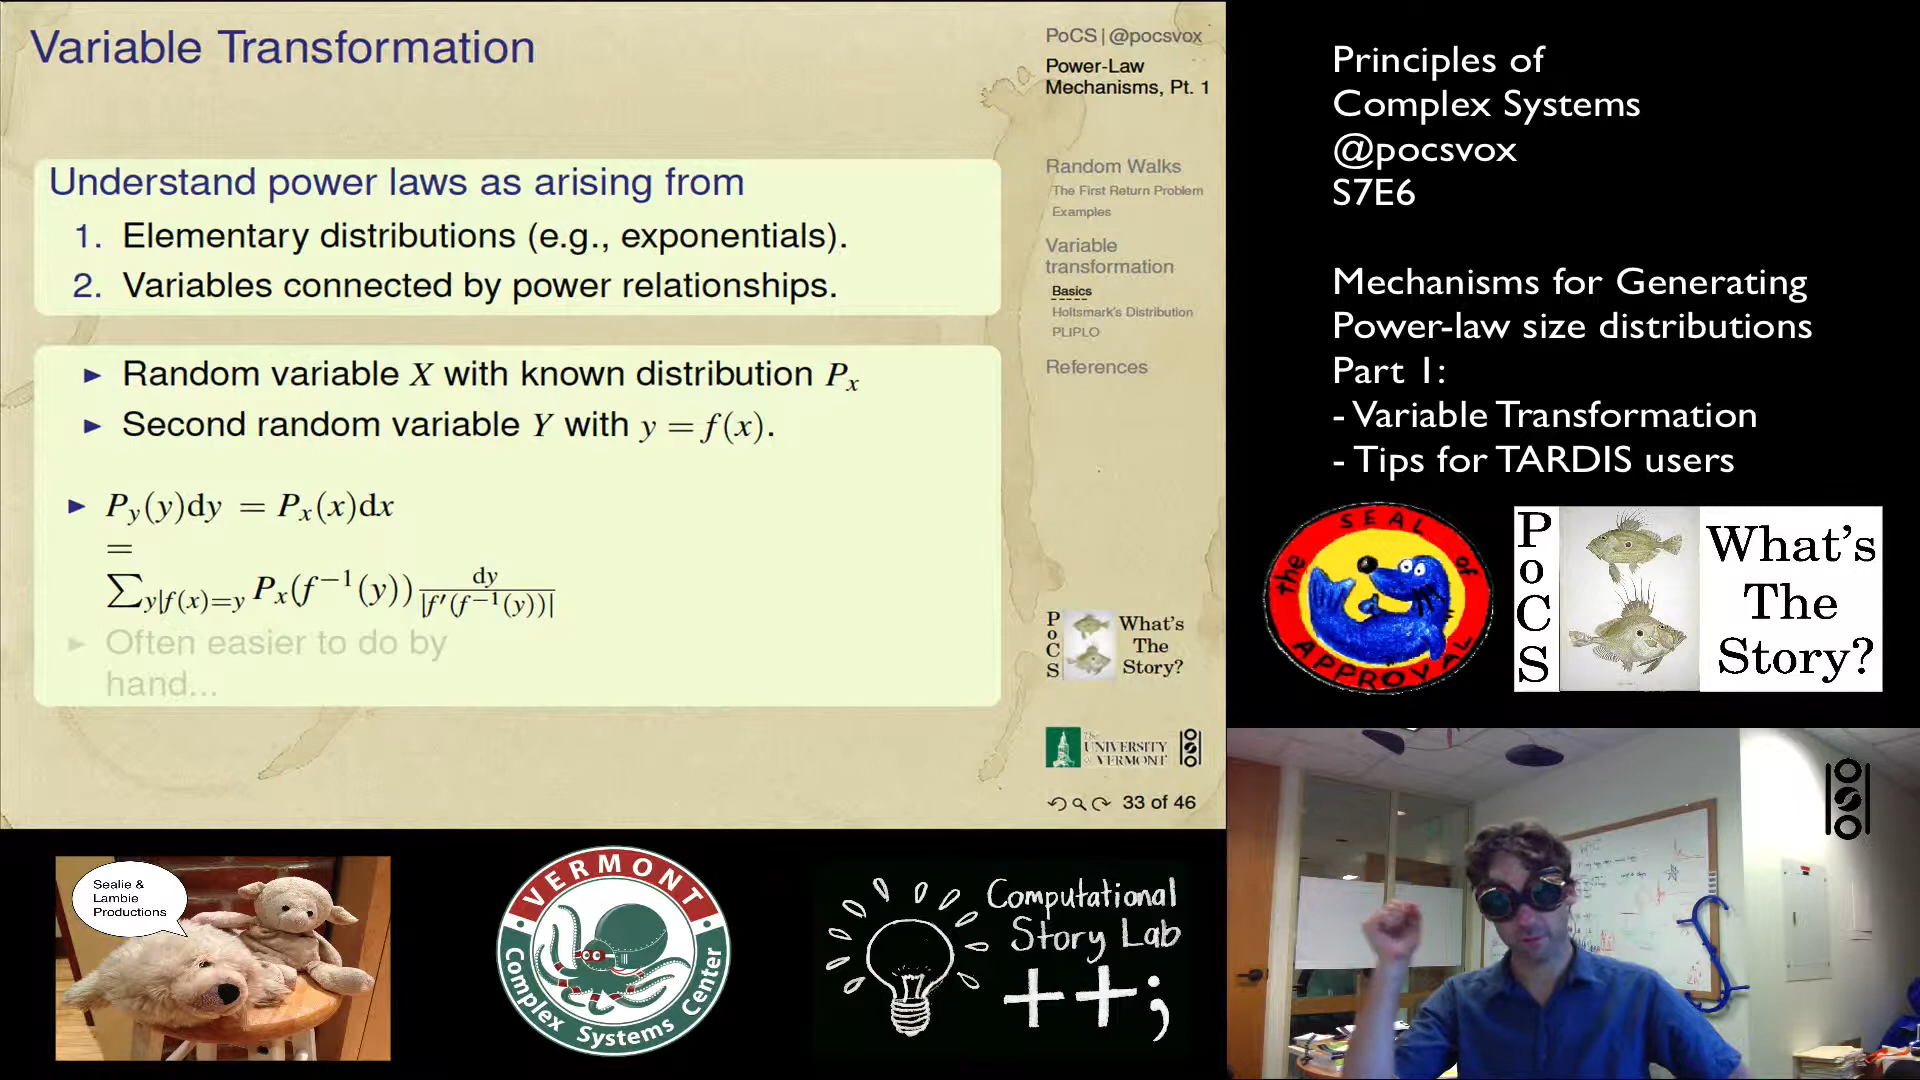 Variable Transformation
Understand power laws as arising from
1. Elementary distributions (e.g., exponentials).
2. Variables connected by power relationships.
▶ Random variable X with known distribution Pₓ
▶ Second random variable Y with y = f(x).
▶ P_y(y)dy = Pₓ(x)dx
=
∑_{y|f(x)=y} Pₓ(f⁻¹(y)) dy / |f′(f⁻¹(y))|
▶ Often easier to do by
hand...
PoCS | @pocsvox
Power-Law
Mechanisms, Pt. 1
Random Walks
The First Return Problem
Examples
Variable
transformation
Basics
Holtsmark's Distribution
PLIPLO
References
PoCS
What's
The
Story?
The
UNIVERSITY
of VERMONT
33 of 46
Principles of
Complex Systems
@pocsvox
S7E6
Mechanisms for Generating
Power-law size distributions
Part 1:
- Variable Transformation
- Tips for TARDIS users
the SEAL of APPROVAL
PoCS
What's
The
Story?
Sealie &
Lambie
Productions
VERMONT
Complex Systems Center
Computational
Story Lab
++;